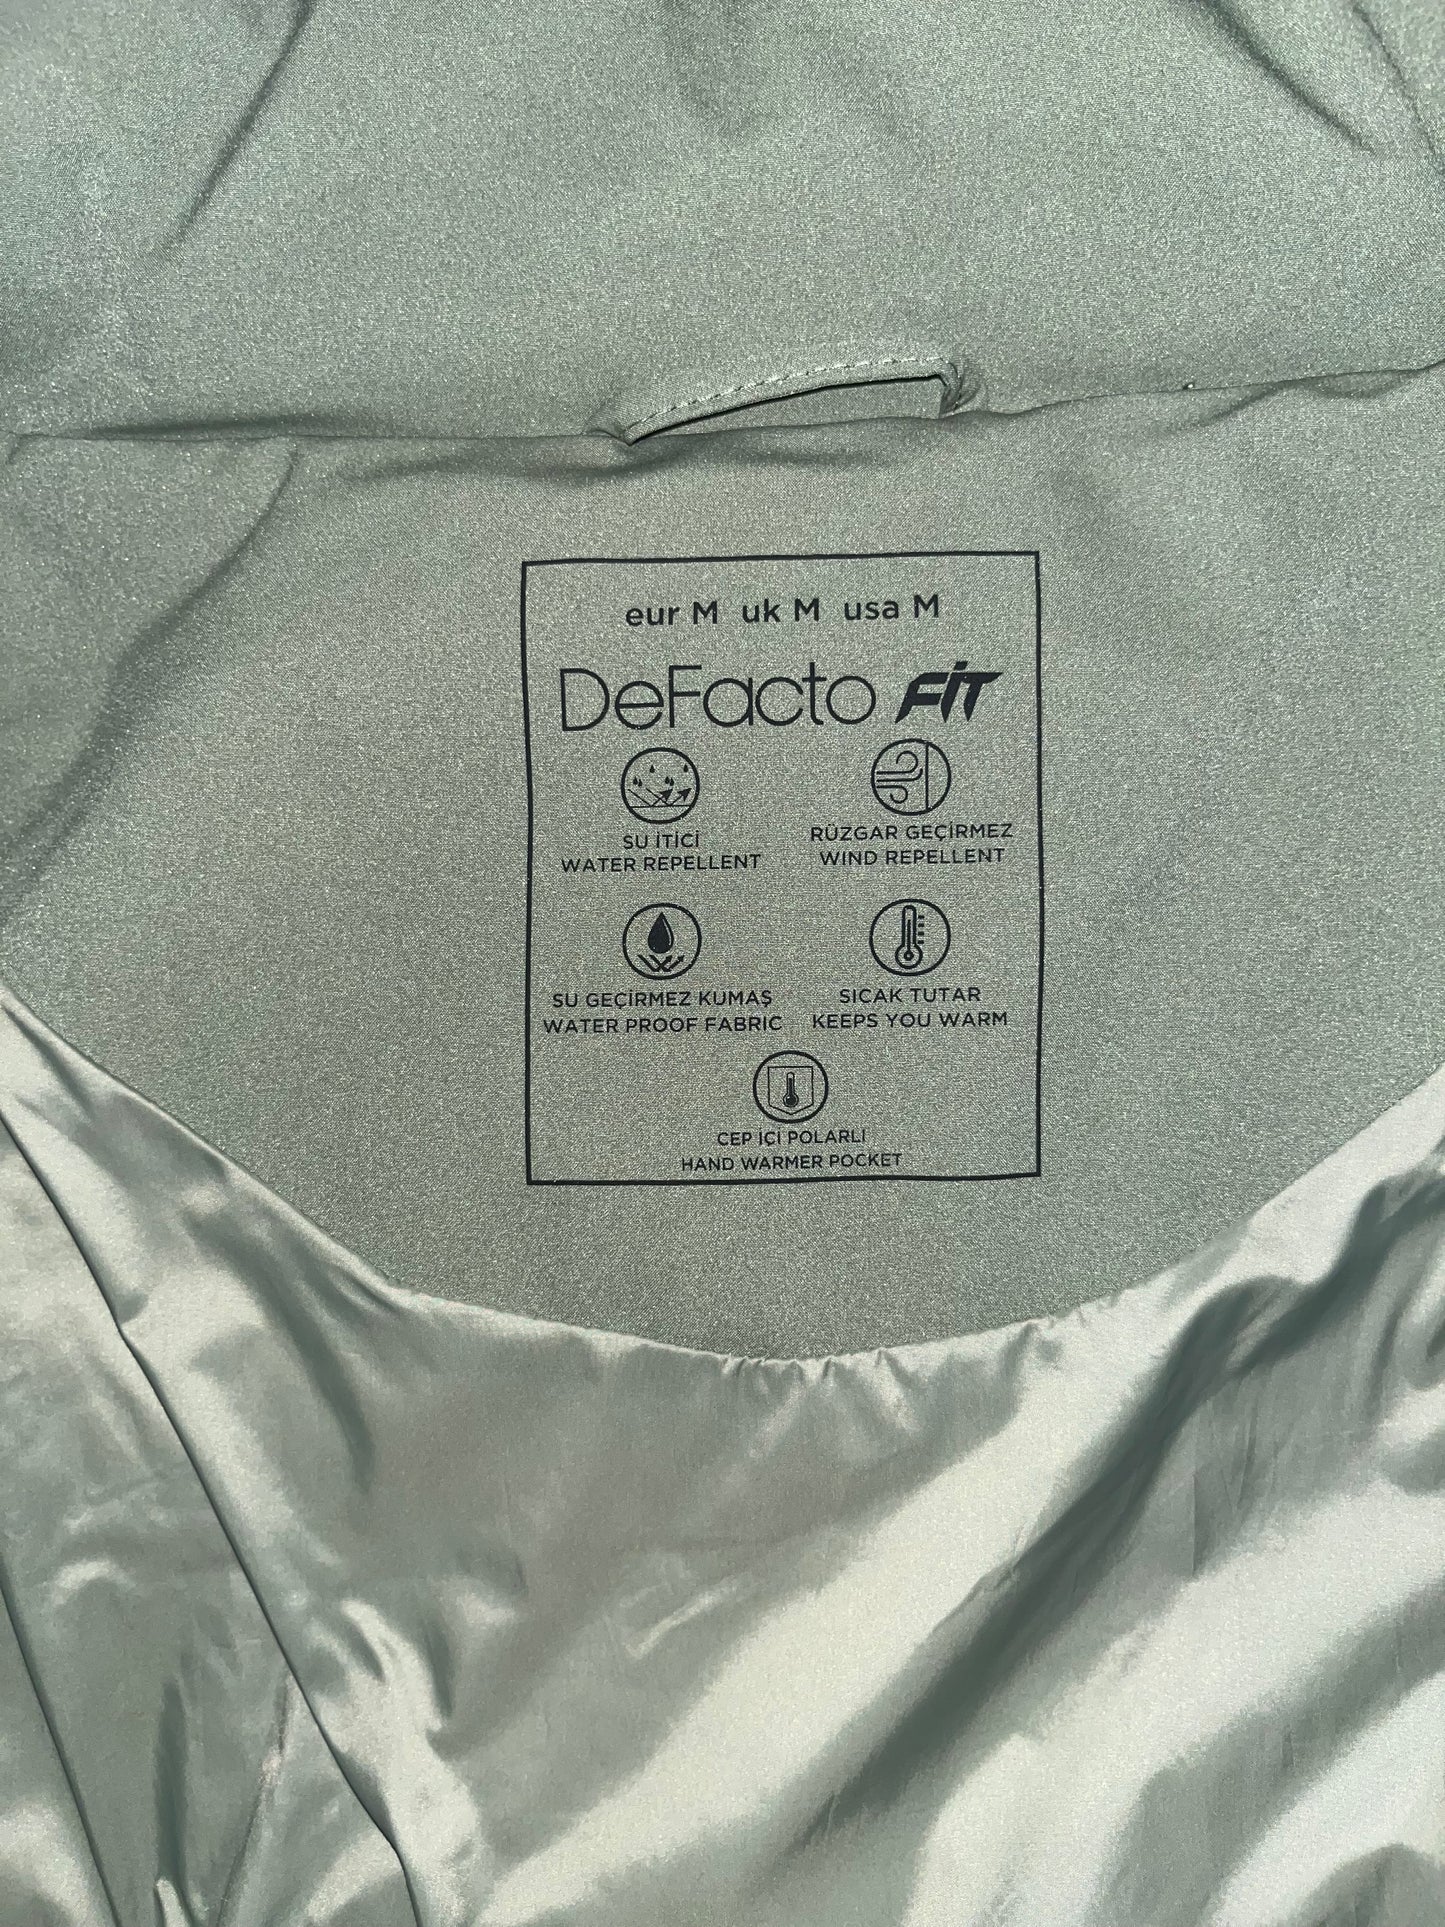 eur M uk M usa M
DeFacto FiT
SU İTİCİ
WATER REPELLENT
RÜZGAR GEÇİRMEZ
WIND REPELLENT
SU GEÇİRMEZ KUMAŞ
WATER PROOF FABRIC
SICAK TUTAR
KEEPS YOU WARM
CEP İÇİ POLARLI
HAND WARMER POCKET